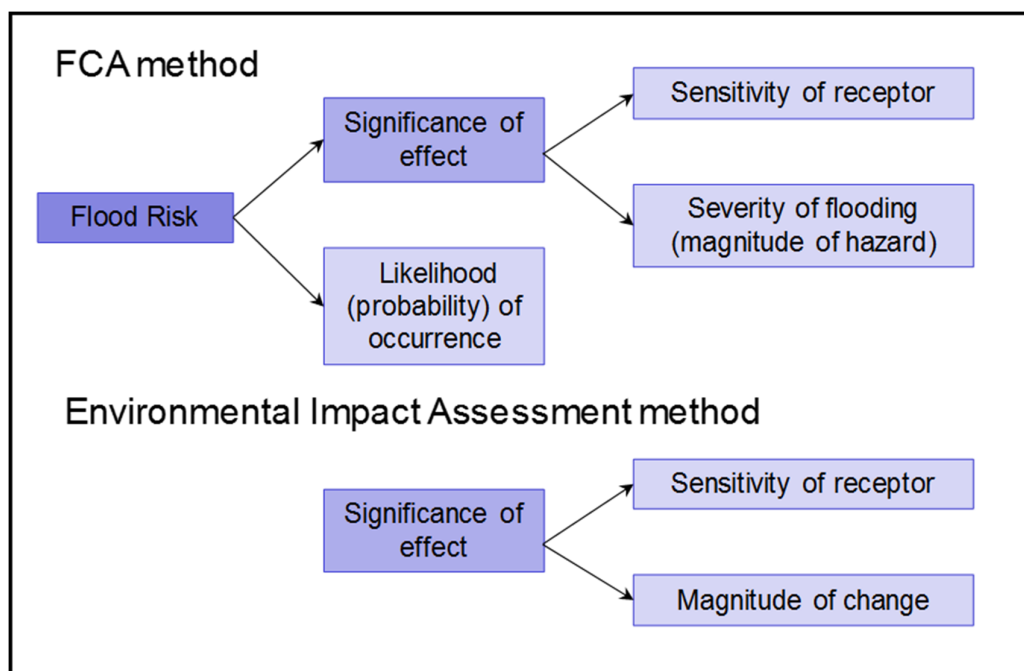 FCA method
Sensitivity of receptor
Significance of
effect
Flood Risk
Severity of flooding
(magnitude of hazard)
Likelihood
(probability) of
occurrence
Environmental Impact Assessment method
Sensitivity of receptor
Significance of
effect
Magnitude of change